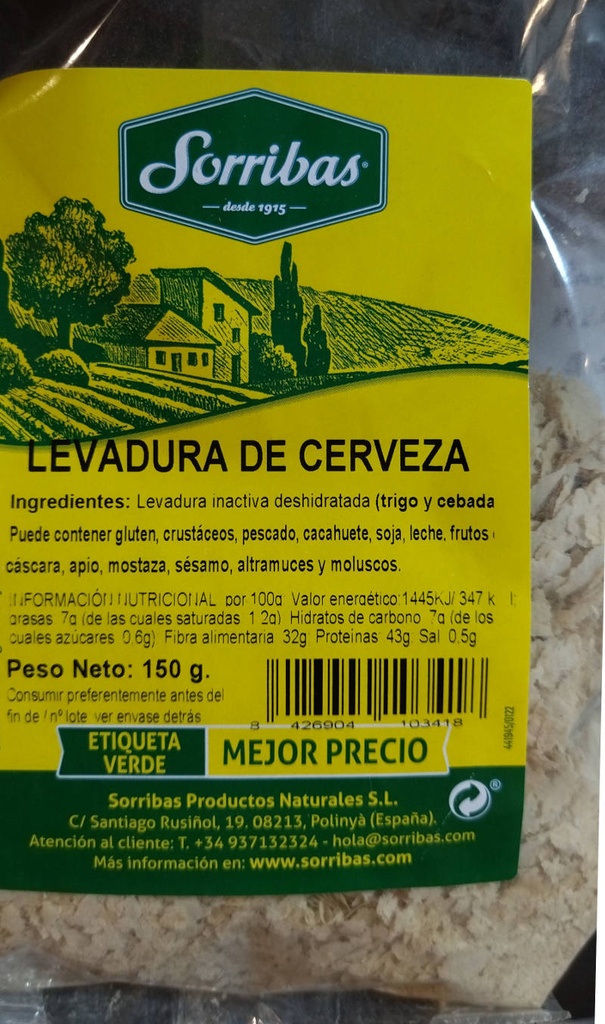 Sorribas
desde 1915
LEVADURA DE CERVEZA
Ingredientes: Levadura inactiva deshidratada (trigo y cebada
Puede contener gluten, crustáceos, pescado, cacahuete, soja, leche, frutos
cáscara, apio, mostaza, sésamo, altramuces y moluscos.
INFORMACIÓN NUTRICIONAL por 100g: Valor energético:1445KJ/ 347 k
grasas 7g (de las cuales saturadas 1.2g) Hidratos de carbono 7g (de los
cuales azúcares 0.6g) Fibra alimentaria 32g Proteinas 43g Sal 0,5g
Peso Neto: 150 g.
Consumir preferentemente antes del
fin de / nº lote ver envase detrás
8 426904 103418
441945/0122
ETIQUETA
VERDE
MEJOR PRECIO
Sorribas Productos Naturales S.L.
C/ Santiago Rusiñol, 19. 08213, Polinyà (España).
Atención al cliente: T. +34 937132324 - hola@sorribas.com
Más información en: www.sorribas.com